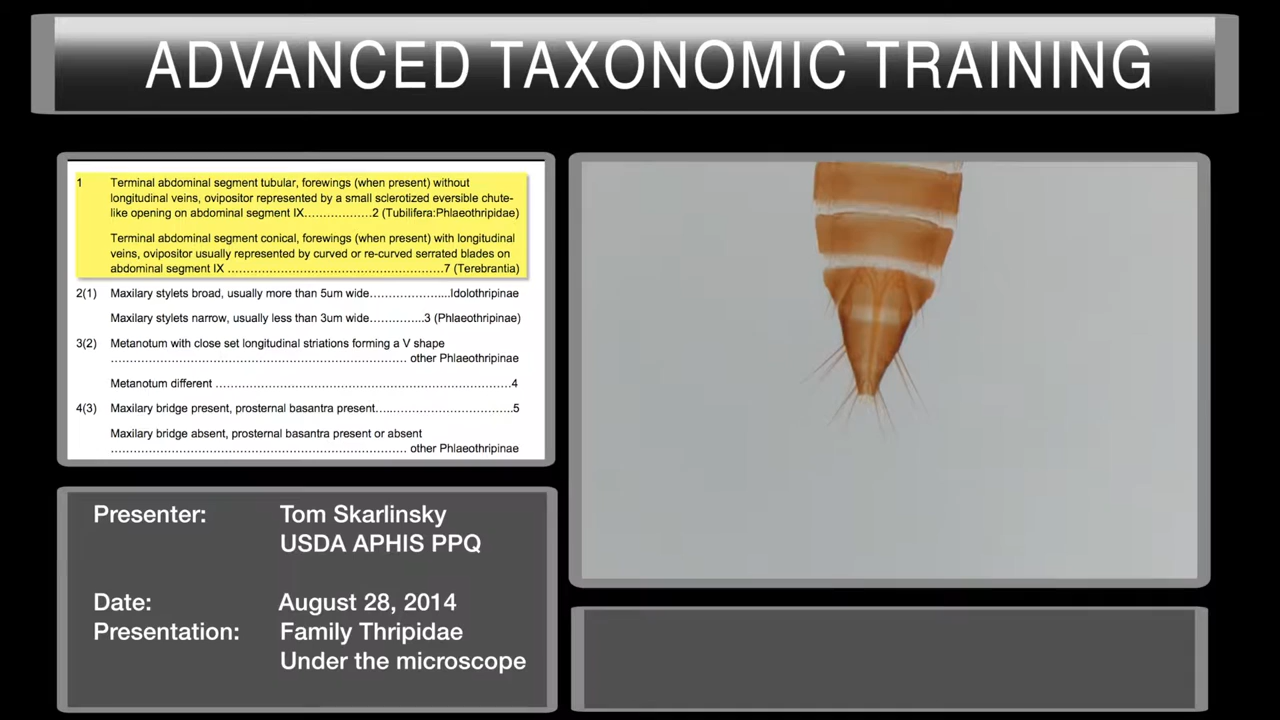 ADVANCED TAXONOMIC TRAINING
1 Terminal abdominal segment tubular, forewings (when present) without
longitudinal veins, ovipositor represented by a small sclerotized eversible chute-
like opening on abdominal segment IX.................2 (Tubilifera:Phlaeothripidae)
Terminal abdominal segment conical, forewings (when present) with longitudinal
veins, ovipositor usually represented by curved or re-curved serrated blades on
abdominal segment IX ......................................................7 (Terebrantia)
2(1) Maxilary stylets broad, usually more than 5um wide.....................Idolothripinae
Maxilary stylets narrow, usually less than 3um wide...............3 (Phlaeothripinae)
3(2) Metanotum with close set longitudinal striations forming a V shape
............................................................................ other Phlaeothripinae
Metanotum different .............................................................................4
4(3) Maxilary bridge present, prosternal basantra present.....................................5
Maxilary bridge absent, prosternal basantra present or absent
............................................................................ other Phlaeothripinae
Presenter: Tom Skarlinsky
USDA APHIS PPQ
Date: August 28, 2014
Presentation: Family Thripidae
Under the microscope